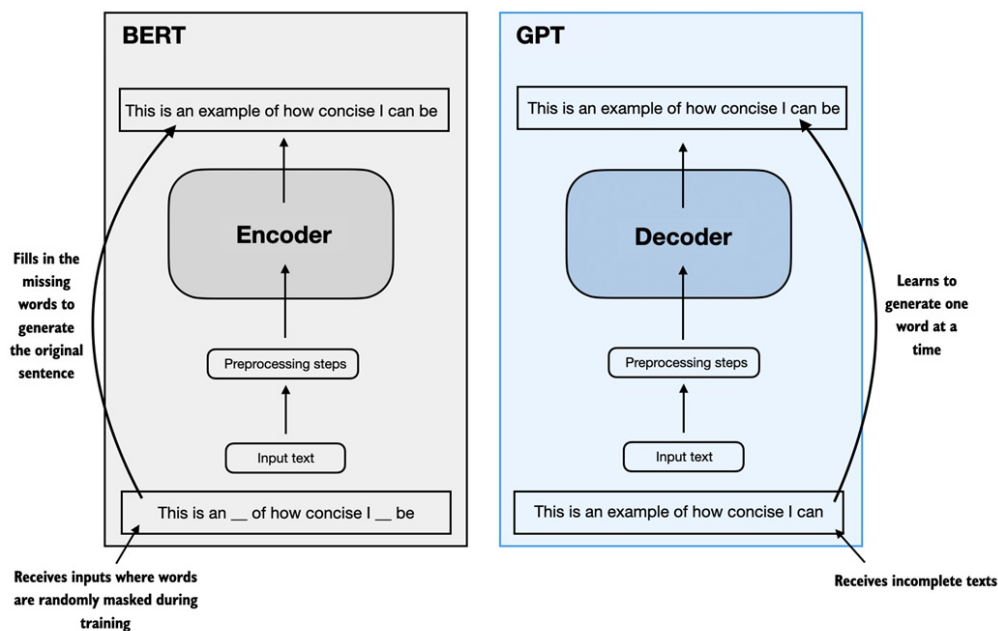 BERT
This is an example of how concise I can be
Encoder
Fills in the
missing
words to
generate
the original
sentence
Preprocessing steps
Input text
This is an __ of how concise I __ be
Receives inputs where words
are randomly masked during
training
GPT
This is an example of how concise I can be
Decoder
Learns to
generate one
word at a
time
Preprocessing steps
Input text
This is an example of how concise I can
Receives incomplete texts